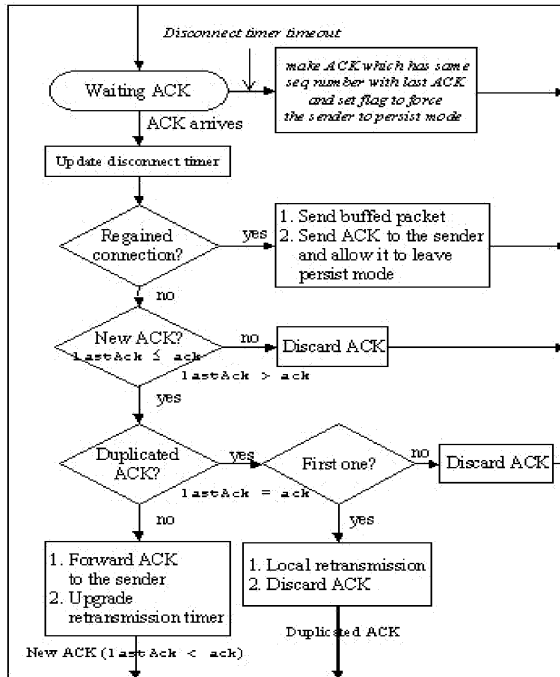 Disconnect timer timeout
Waiting ACK
make ACK which has same
seq number with last ACK
and set flag to force
the sender to persist mode
ACK arrives
Update disconnect timer
Regained
connection?
yes
1. Send buffed packet
2. Send ACK to the sender
and allow it to leave
persist mode
no
New ACK?
lastAck ≤ ack
no
Discard ACK
lastAck > ack
yes
Duplicated
ACK?
yes
lastAck = ack
First one?
no
Discard ACK
no
yes
1. Forward ACK
to the sender
2. Upgrade
retransmission timer
1. Local retransmission
2. Discard ACK
Duplicated ACK
New ACK (lastAck < ack)